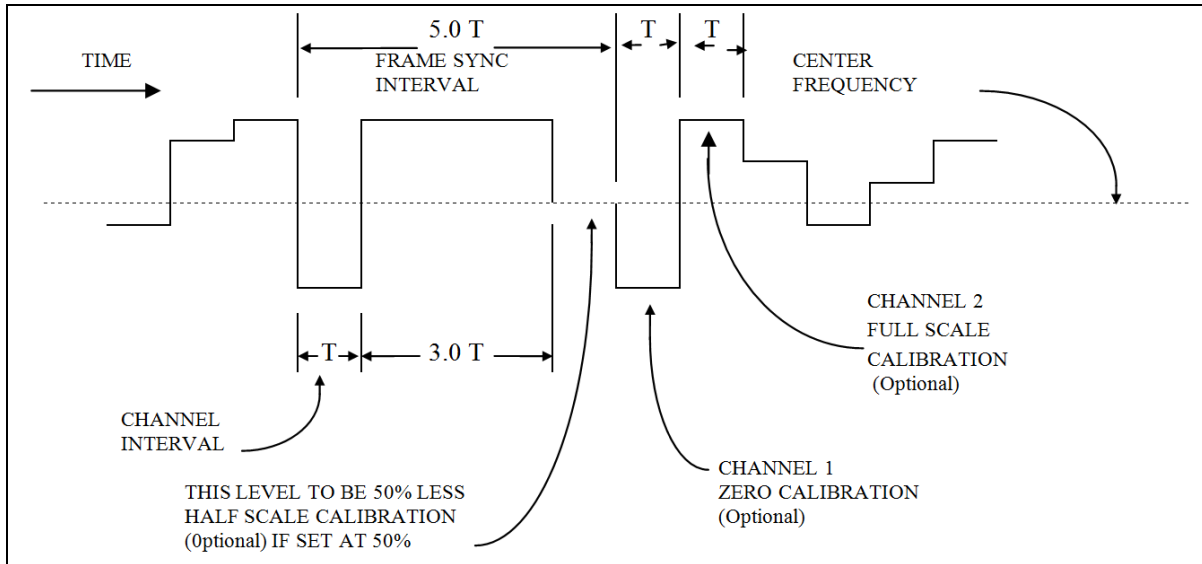 5.0 T
T
T
TIME
FRAME SYNC
INTERVAL
CENTER
FREQUENCY
T
3.0 T
CHANNEL 2
FULL SCALE
CALIBRATION
(Optional)
CHANNEL
INTERVAL
CHANNEL 1
ZERO CALIBRATION
(Optional)
THIS LEVEL TO BE 50% LESS
HALF SCALE CALIBRATION
(0ptional) IF SET AT 50%